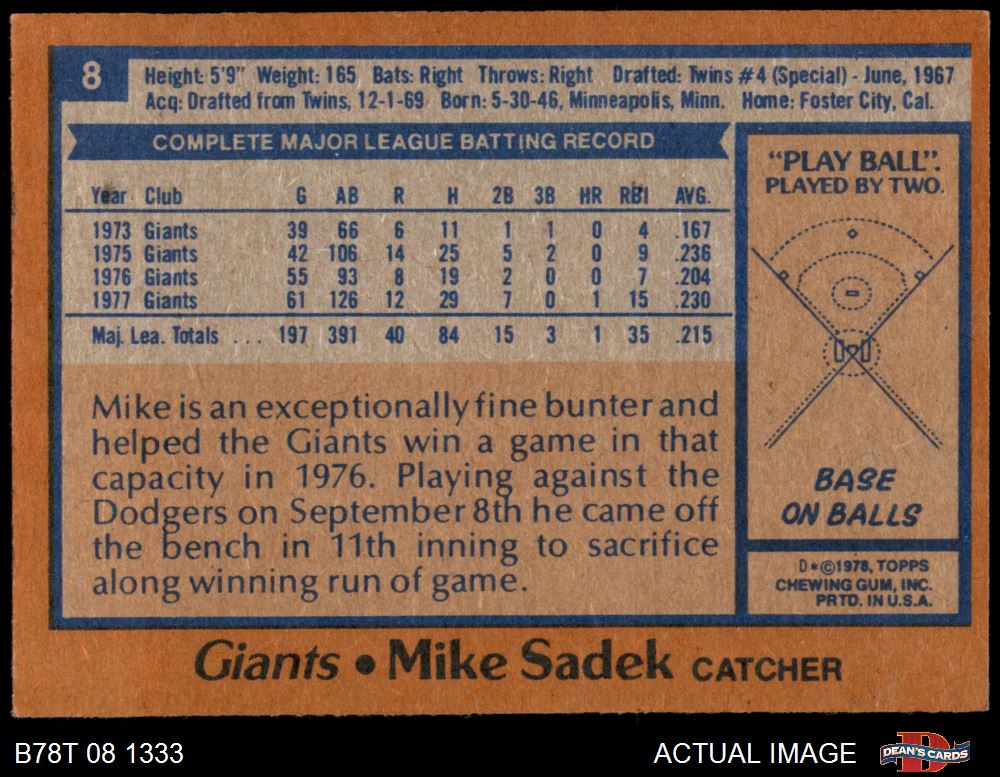 8
Height: 5'9" Weight: 165 Bats: Right Throws: Right Drafted: Twins #4 (Special) - June, 1967
Acq: Drafted from Twins, 12-1-69 Born: 5-30-46, Minneapolis, Minn. Home: Foster City, Cal.
COMPLETE MAJOR LEAGUE BATTING RECORD
Year Club G AB R H 2B 3B HR RBI AVG.
1973 Giants 39 66 6 11 1 1 0 4 .167
1975 Giants 42 106 14 25 5 2 0 9 .236
1976 Giants 55 93 8 19 2 0 0 7 .204
1977 Giants 61 126 12 29 7 0 1 15 .230
Maj. Lea. Totals ... 197 391 40 84 15 3 1 35 .215
Mike is an exceptionally fine bunter and
helped the Giants win a game in that
capacity in 1976. Playing against the
Dodgers on September 8th he came off
the bench in 11th inning to sacrifice
along winning run of game.
"PLAY BALL".
PLAYED BY TWO.
BASE
ON BALLS
D*©1978, TOPPS
CHEWING GUM, INC.
PRTD. IN U.S.A.
Giants • Mike Sadek CATCHER
B78T 08 1333
ACTUAL IMAGE
DEAN'S CARDS